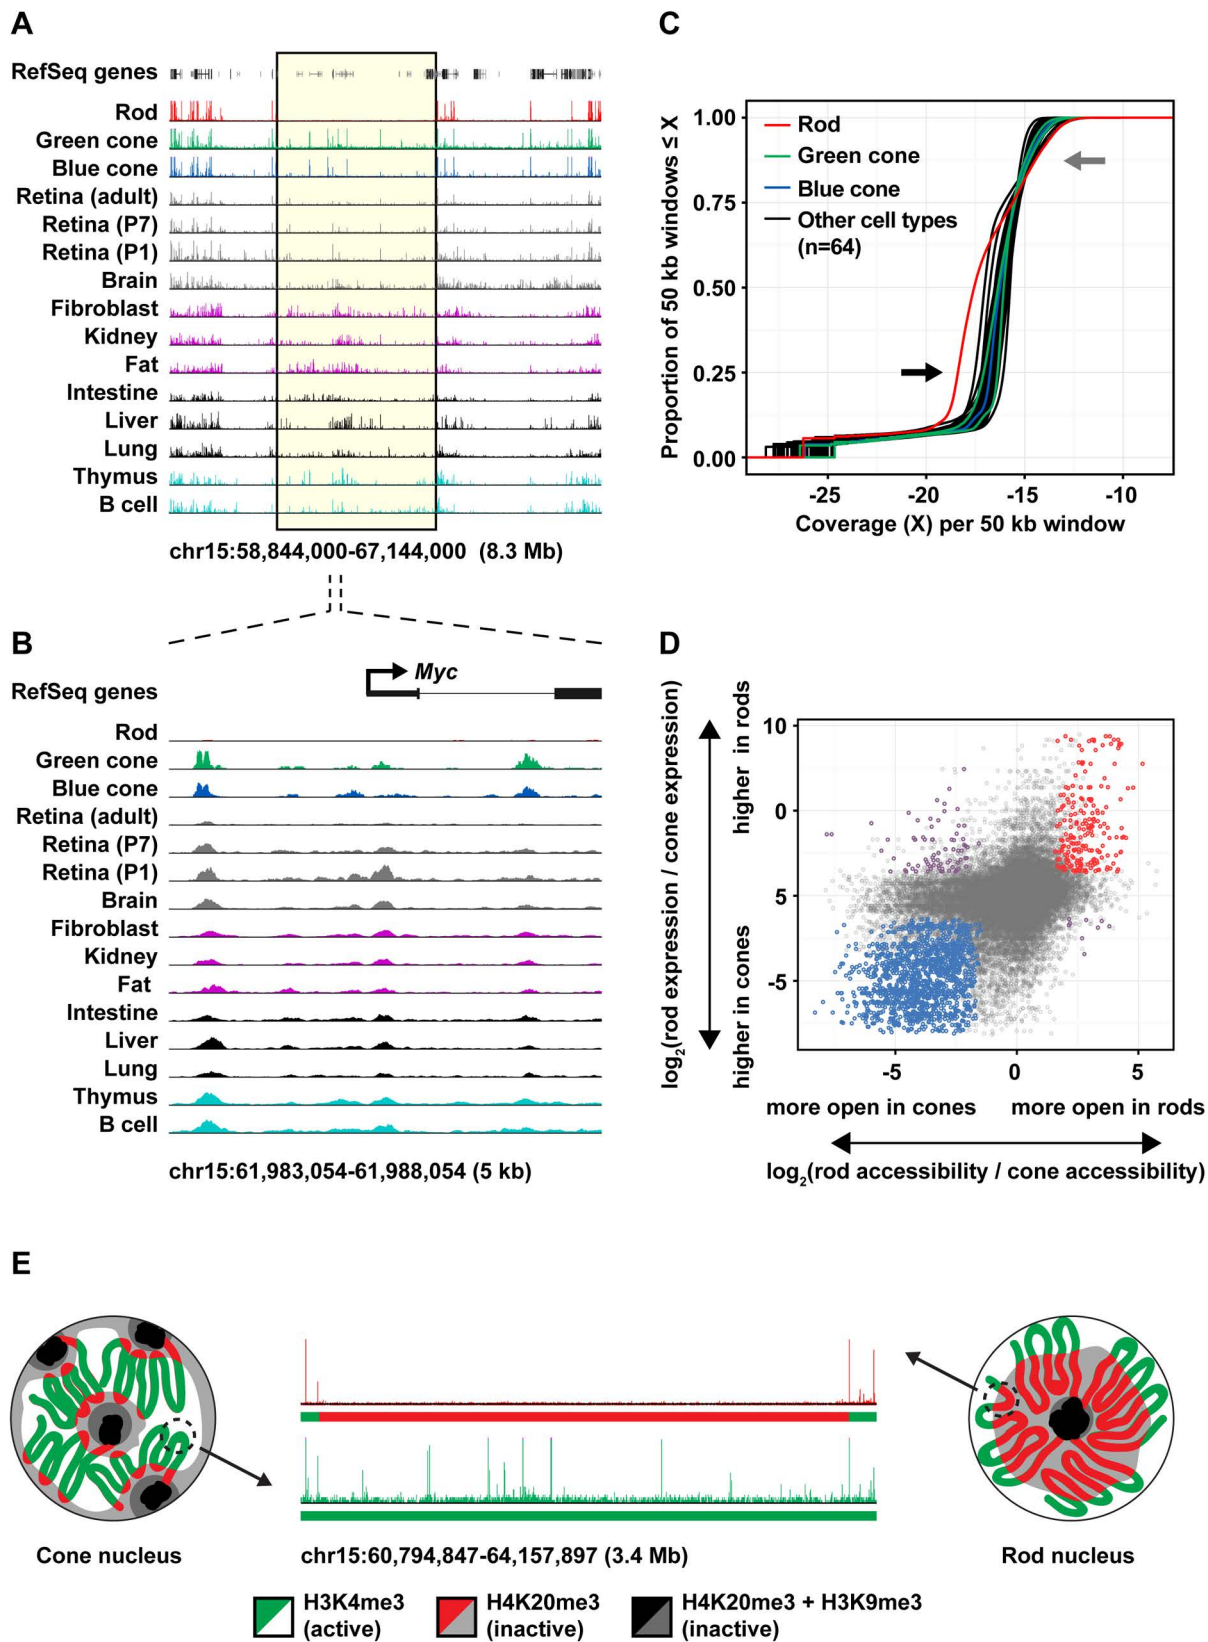 A
RefSeq genes
Rod
Green cone
Blue cone
Retina (adult)
Retina (P7)
Retina (P1)
Brain
Fibroblast
Kidney
Fat
Intestine
Liver
Lung
Thymus
B cell
chr15:58,844,000-67,144,000 (8.3 Mb)
B
Myc
RefSeq genes
Rod
Green cone
Blue cone
Retina (adult)
Retina (P7)
Retina (P1)
Brain
Fibroblast
Kidney
Fat
Intestine
Liver
Lung
Thymus
B cell
chr15:61,983,054-61,988,054 (5 kb)
C
Proportion of 50 kb windows ≤ X
1.00
0.75
0.50
0.25
0.00
Rod
Green cone
Blue cone
Other cell types
(n=64)
-25
-20
-15
-10
Coverage (X) per 50 kb window
D
log2(rod expression / cone expression)
higher in rods
higher in cones
10
0
5
-5
-5
0
5
more open in cones
more open in rods
log2(rod accessibility / cone accessibility)
E
Cone nucleus
chr15:60,794,847-64,157,897 (3.4 Mb)
Rod nucleus
H3K4me3
(active)
H4K20me3
(inactive)
H4K20me3 + H3K9me3
(inactive)